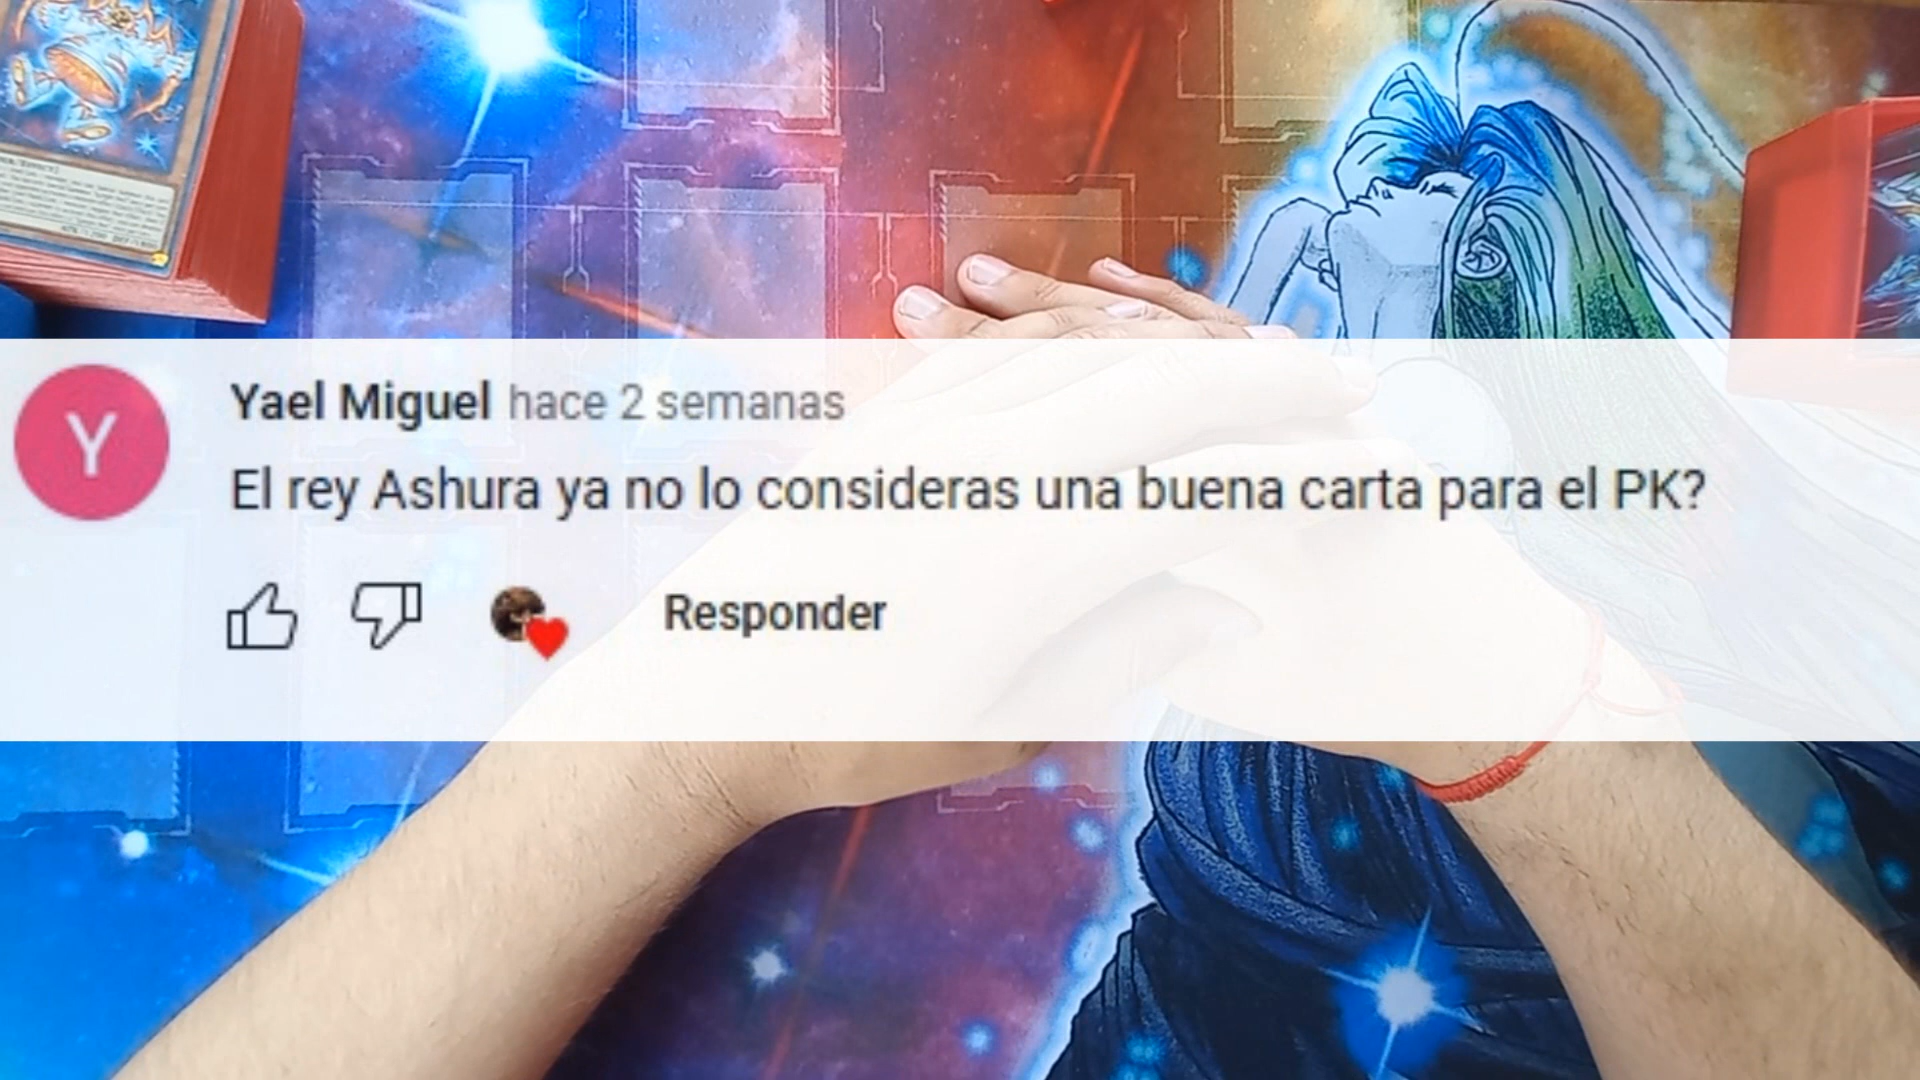 Y
Yael Miguel hace 2 semanas
El rey Ashura ya no lo consideras una buena carta para el PK?
Responder